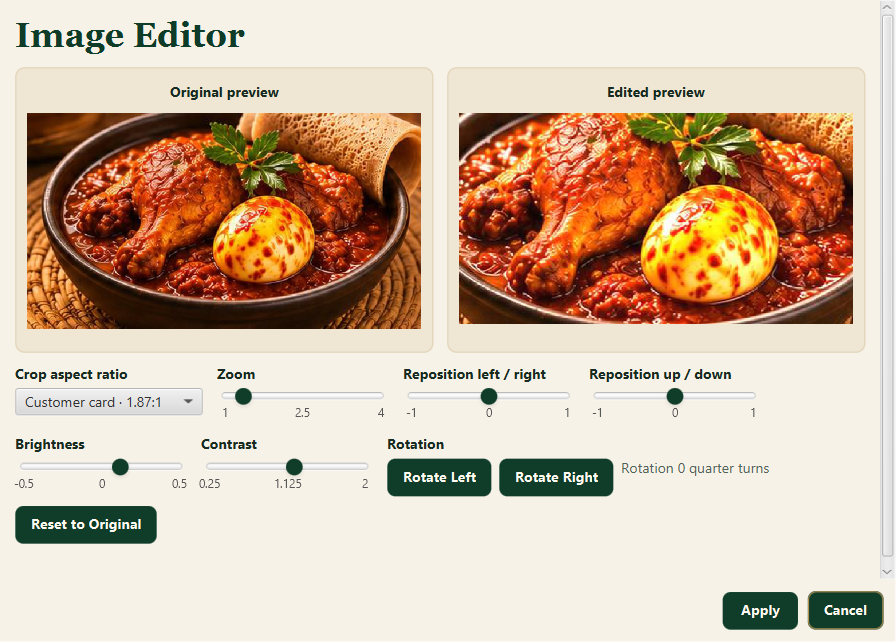 Image Editor
Original preview
Edited preview
Crop aspect ratio
Customer card · 1.87:1
Zoom
1 2.5 4
Reposition left / right
-1 0 1
Reposition up / down
-1 0 1
Brightness
-0.5 0 0.5
Contrast
0.25 1.125 2
Rotation
Rotate Left
Rotate Right
Rotation 0 quarter turns
Reset to Original
Apply
Cancel